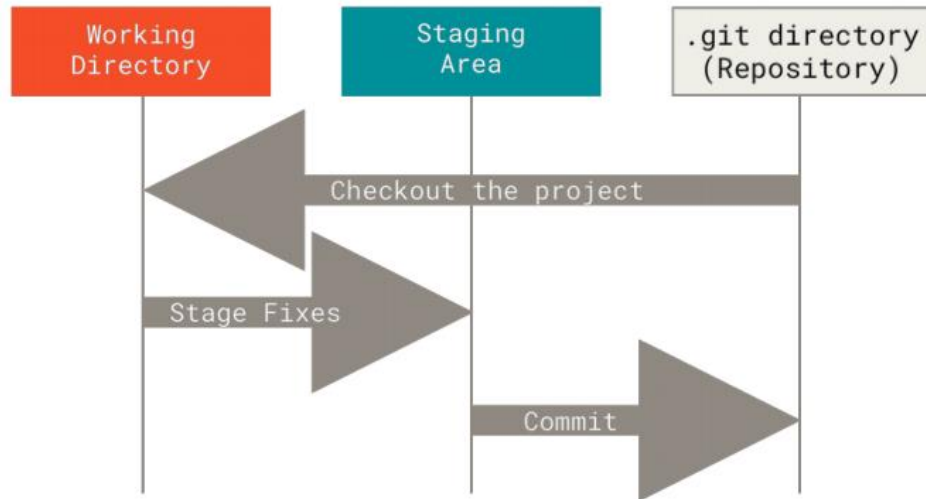 Working
Directory
Staging
Area
.git directory
(Repository)
Checkout the project
Stage Fixes
Commit